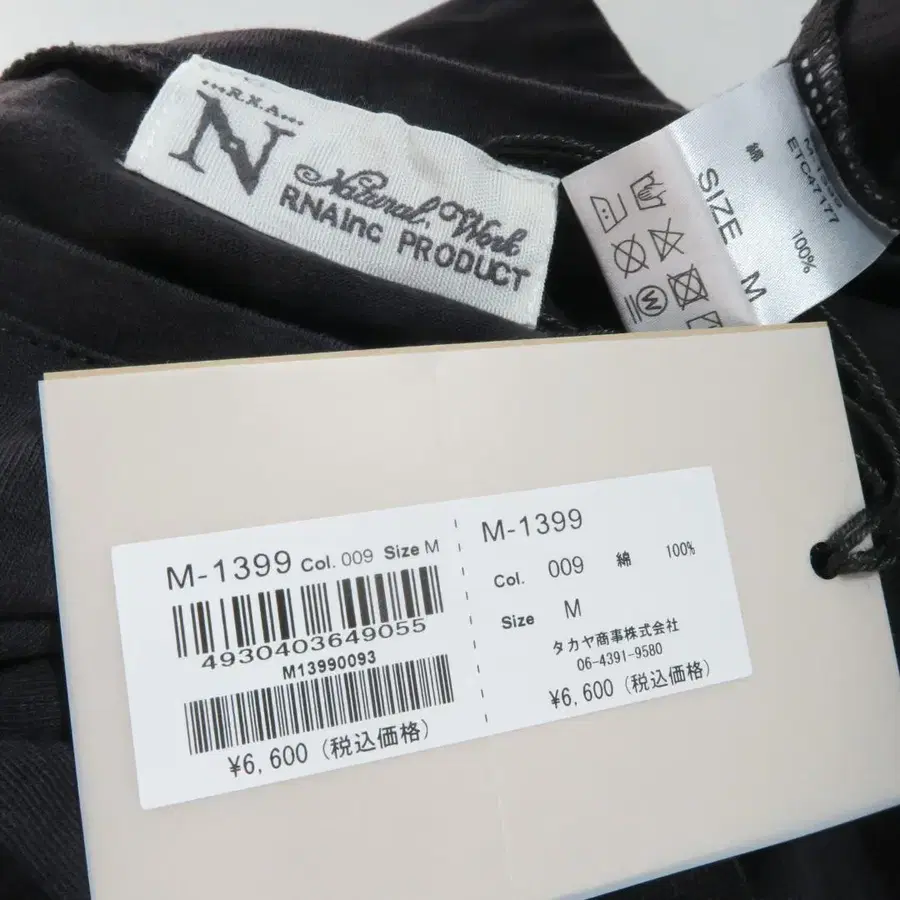 ...R.N.A...
N
Natural, Work
RNAInc PRODUCT
SIZE M
綿 100%
ETC47177
W
M-1399 Col. 009 Size M
4930403649055
M13990093
¥6,600 (税込価格)
M-1399
Col. 009 綿 100%
Size M
タカヤ商事株式会社
06-4391-9580
¥6,600 (税込価格)